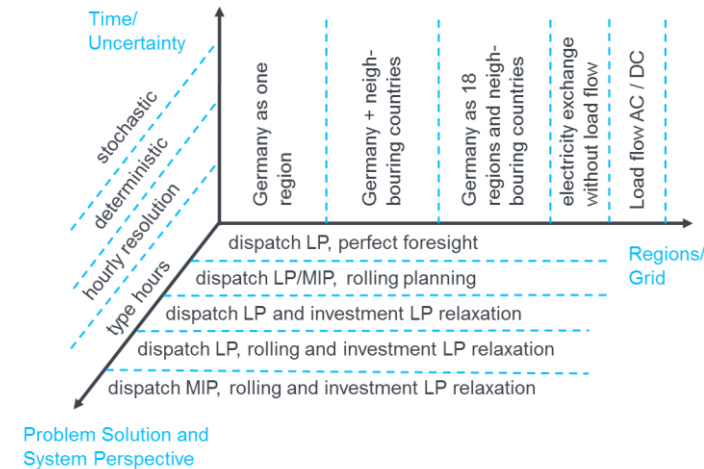 Time/
Uncertainty
stochastic
deterministic
hourly resolution
type hours
Germany as one
region
Germany + neigh-
bouring countries
Germany as 18
regions and neigh-
bouring countries
electricity exchange
without load flow
Load flow AC / DC
Regions/
Grid
dispatch LP, perfect foresight
dispatch LP/MIP, rolling planning
dispatch LP and investment LP relaxation
dispatch LP, rolling and investment LP relaxation
dispatch MIP, rolling and investment LP relaxation
Problem Solution and
System Perspective